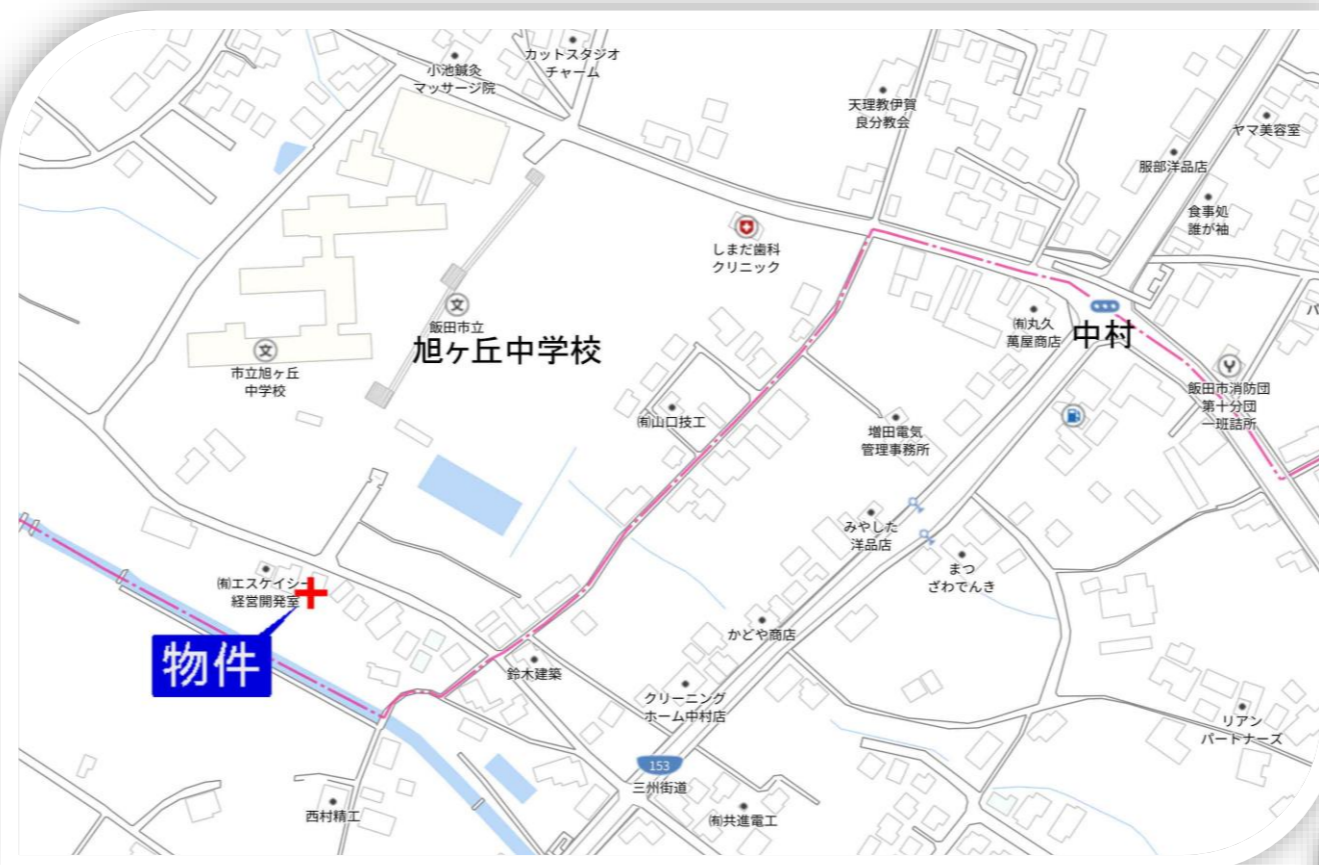 カットスタジオ
チャーム
小池鍼灸
マッサージ院
天理教伊賀
良分教会
ヤマ美容室
服部洋品店
食事処
誰が袖
しまだ歯科
クリニック
文
飯田市立
旭ヶ丘中学校
文
市立旭ヶ丘
中学校
㈲丸久
萬屋商店
中村
パ
飯田市消防団
第十分団
一班詰所
㈲山口技工
増田電気
管理事務所
みやした
洋品店
まつ
ざわでんき
㈲エスケイシー
経営開発室
物件
かどや商店
鈴木建築
クリーニング
ホーム中村店
リアン
パートナーズ
153
三州街道
西村精工
㈲共進電工